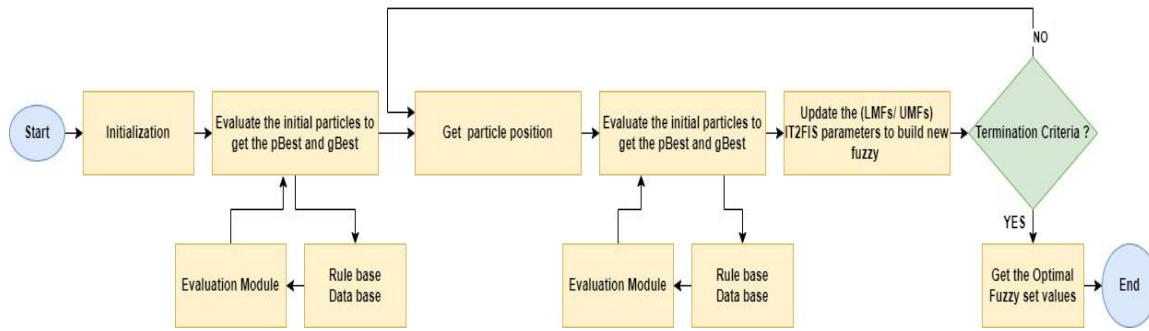 NO
Start
Initialization
Evaluate the initial particles to
get the pBest and gBest
Get particle position
Evaluate the initial particles to
get the pBest and gBest
Update the (LMFs/ UMFs)
IT2FIS parameters to build new
fuzzy
Termination Criteria ?
YES
Evaluation Module
Rule base
Data base
Evaluation Module
Rule base
Data base
Get the Optimal
Fuzzy set values
End